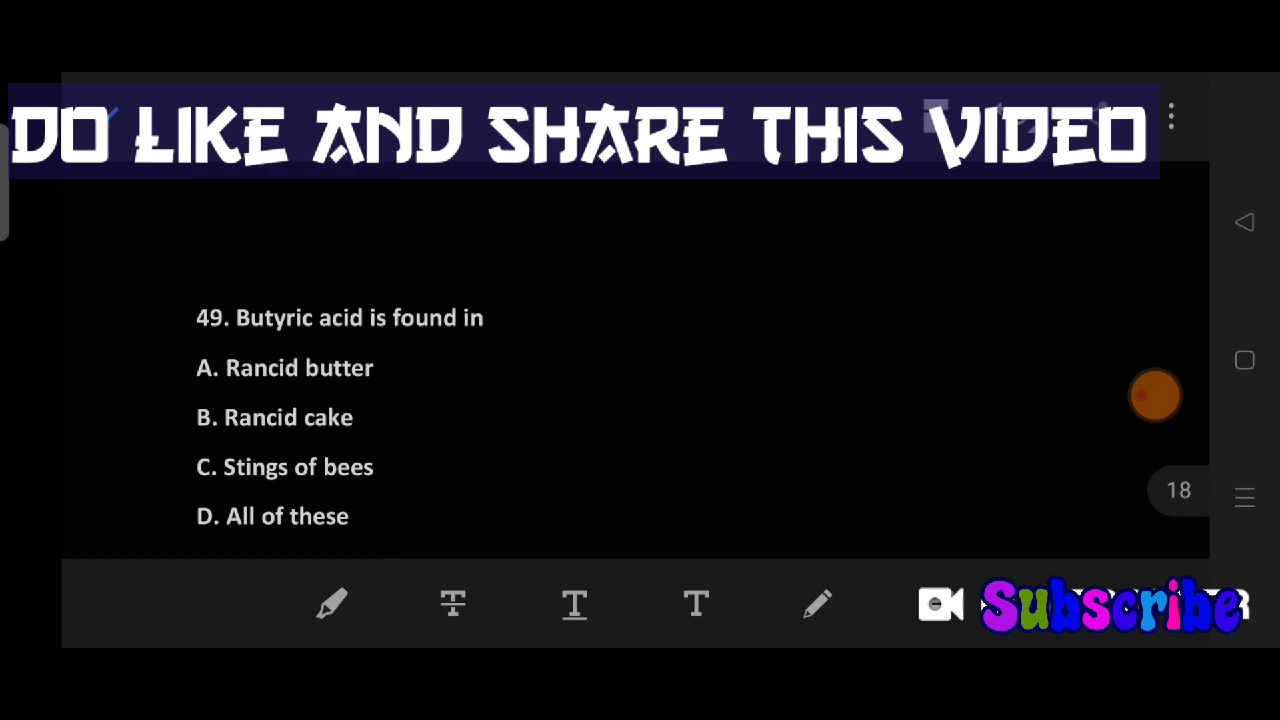 DO LIKE AND SHARE THIS VIDEO
49. Butyric acid is found in
A. Rancid butter
B. Rancid cake
C. Stings of bees
D. All of these
18
Subscribe